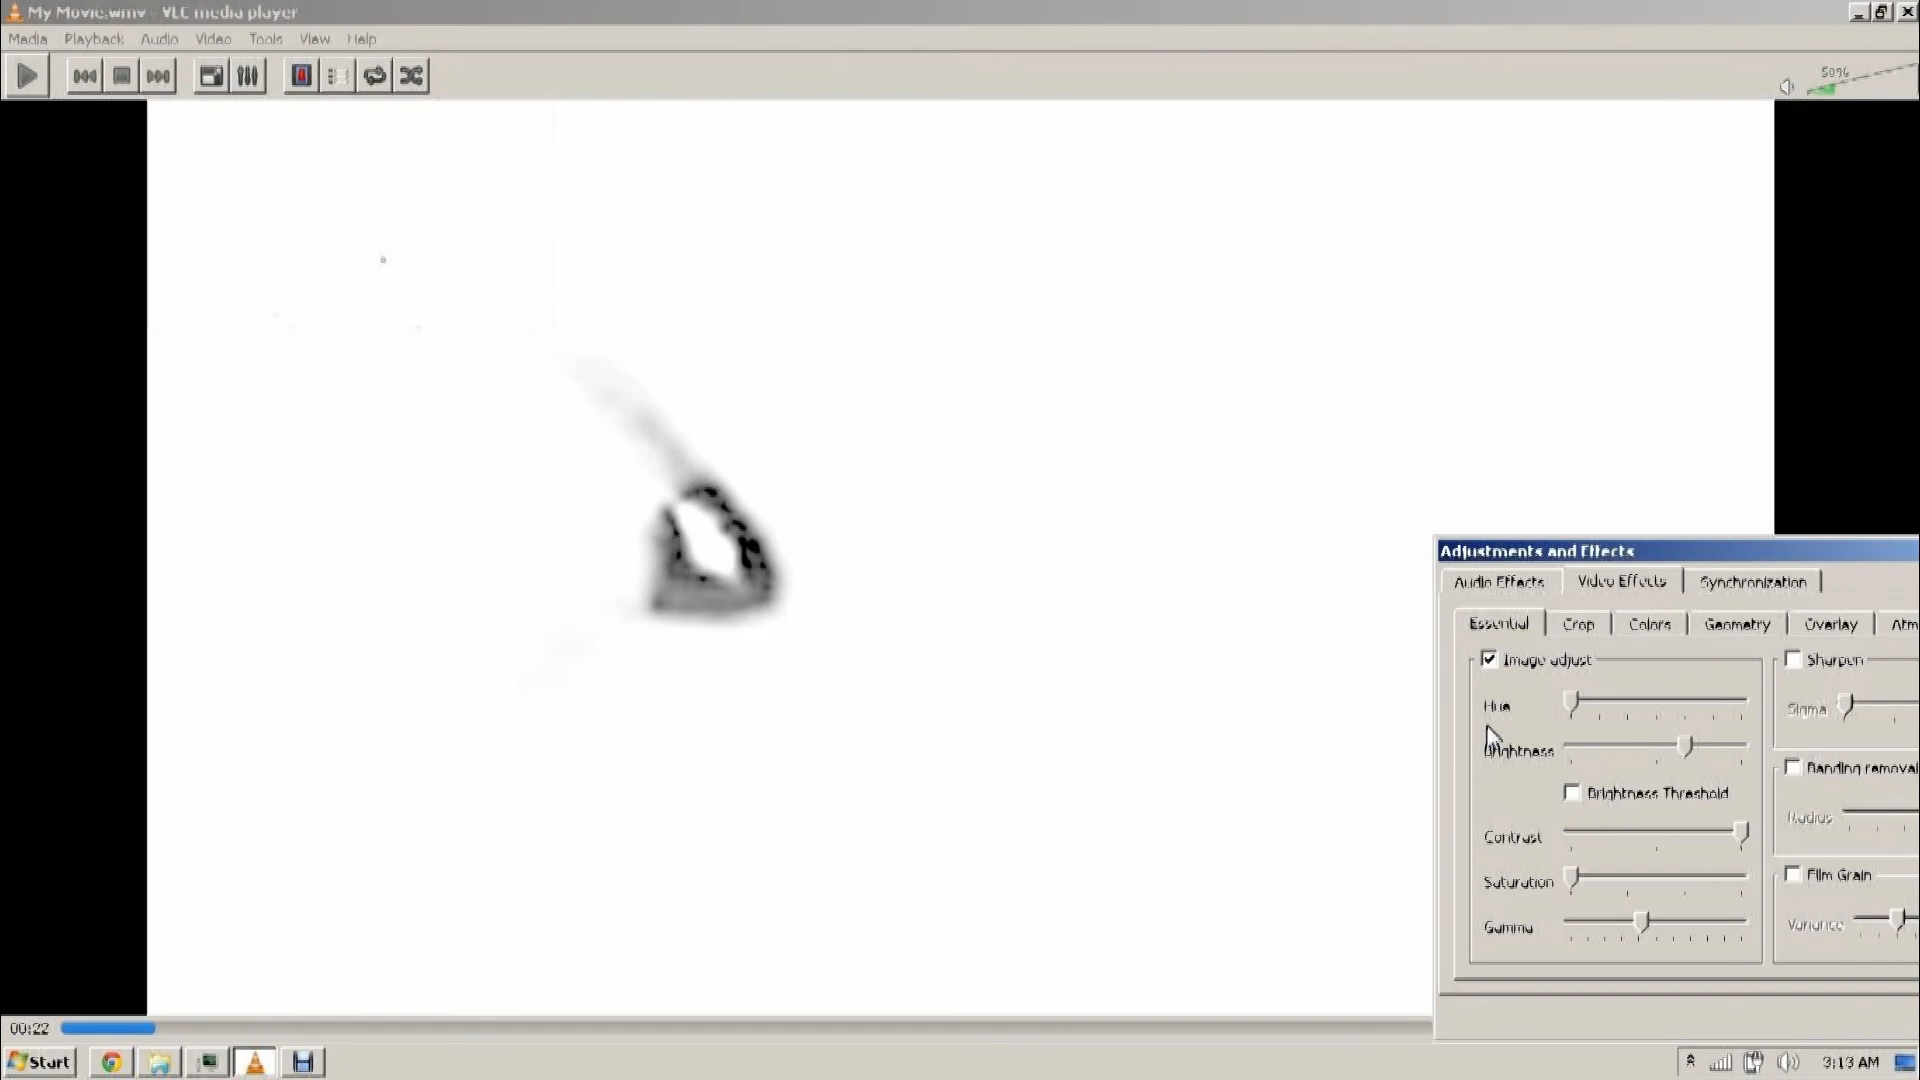 My Movie.wmv - VLC media player
Media Playback Audio Video Tools View Help
50%
Adjustments and Effects
Audio Effects Video Effects Synchronization
Essential Crop Colors Geometry Overlay Atm
Image adjust
Sharpen
Hue
Sigma
Brightness
Banding removal
Brightness Threshold
Radius
Contrast
Saturation
Film Grain
Gamma
Variance
00:22
Start
3:13 AM